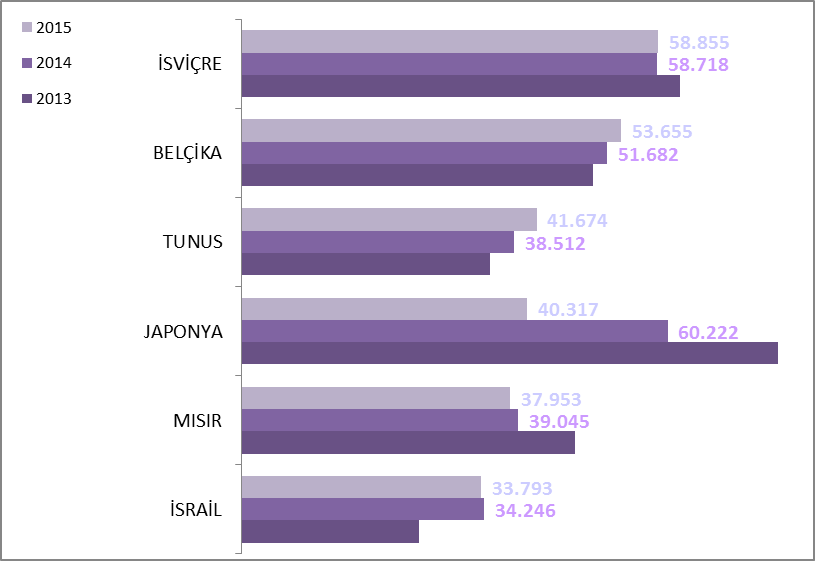 2015
2014
2013
İSVİÇRE
58.855
58.718
BELÇİKA
53.655
51.682
TUNUS
41.674
38.512
JAPONYA
40.317
60.222
MISIR
37.953
39.045
İSRAİL
33.793
34.246